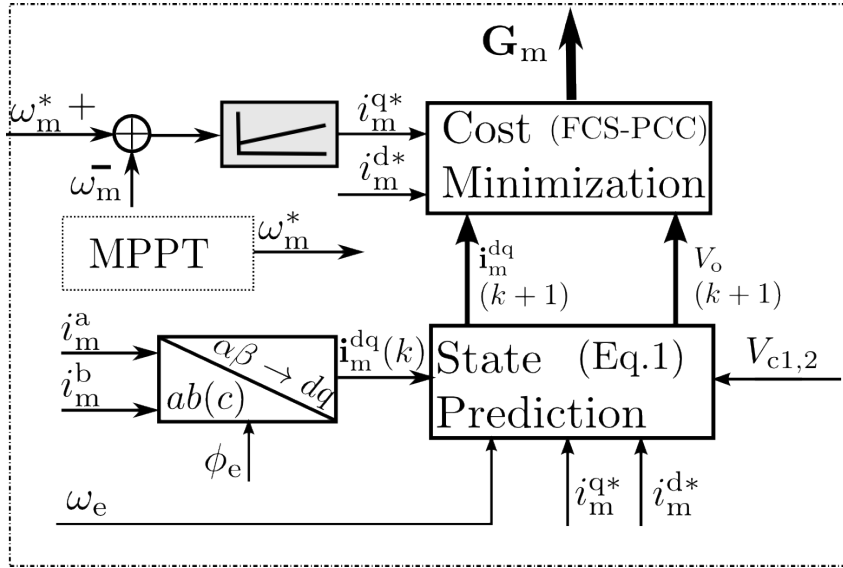 G_m
ω_m^* +
i_m^{q*}
Cost (FCS-PCC)
Minimization
i_m^{d*}
ω_m^-
MPPT
ω_m^*
i_m^{dq}
(k + 1)
V_o
(k + 1)
i_m^a
i_m^b
αβ → dq
ab(c)
i_m^{dq}(k)
State (Eq.1)
Prediction
V_{c1,2}
ϕ_e
ω_e
i_m^{q*}
i_m^{d*}